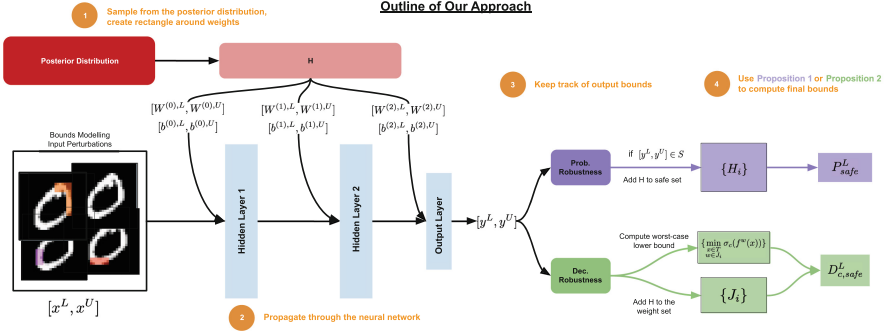 Outline of Our Approach
1
Sample from the posterior distribution,
create rectangle around weights
Posterior Distribution
H
[W^{(0),L}, W^{(0),U}]
[b^{(0),L}, b^{(0),U}]
[W^{(1),L}, W^{(1),U}]
[b^{(1),L}, b^{(1),U}]
[W^{(2),L}, W^{(2),U}]
[b^{(2),L}, b^{(2),U}]
Bounds Modelling
Input Perturbations
[x^L, x^U]
Hidden Layer 1
Hidden Layer 2
Output Layer
2
Propagate through the neural network
[y^L, y^U]
3
Keep track of output bounds
4
Use Proposition 1 or Proposition 2
to compute final bounds
Prob.
Robustness
if [y^L, y^U] ∈ S
Add H to safe set
{H_i}
P^L_{safe}
Dec.
Robustness
Compute worst-case
lower bound
{min_{x∈T, w∈J_i} σ_c(f^w(x))}
Add H to the
weight set
{J_i}
D^L_{c,safe}